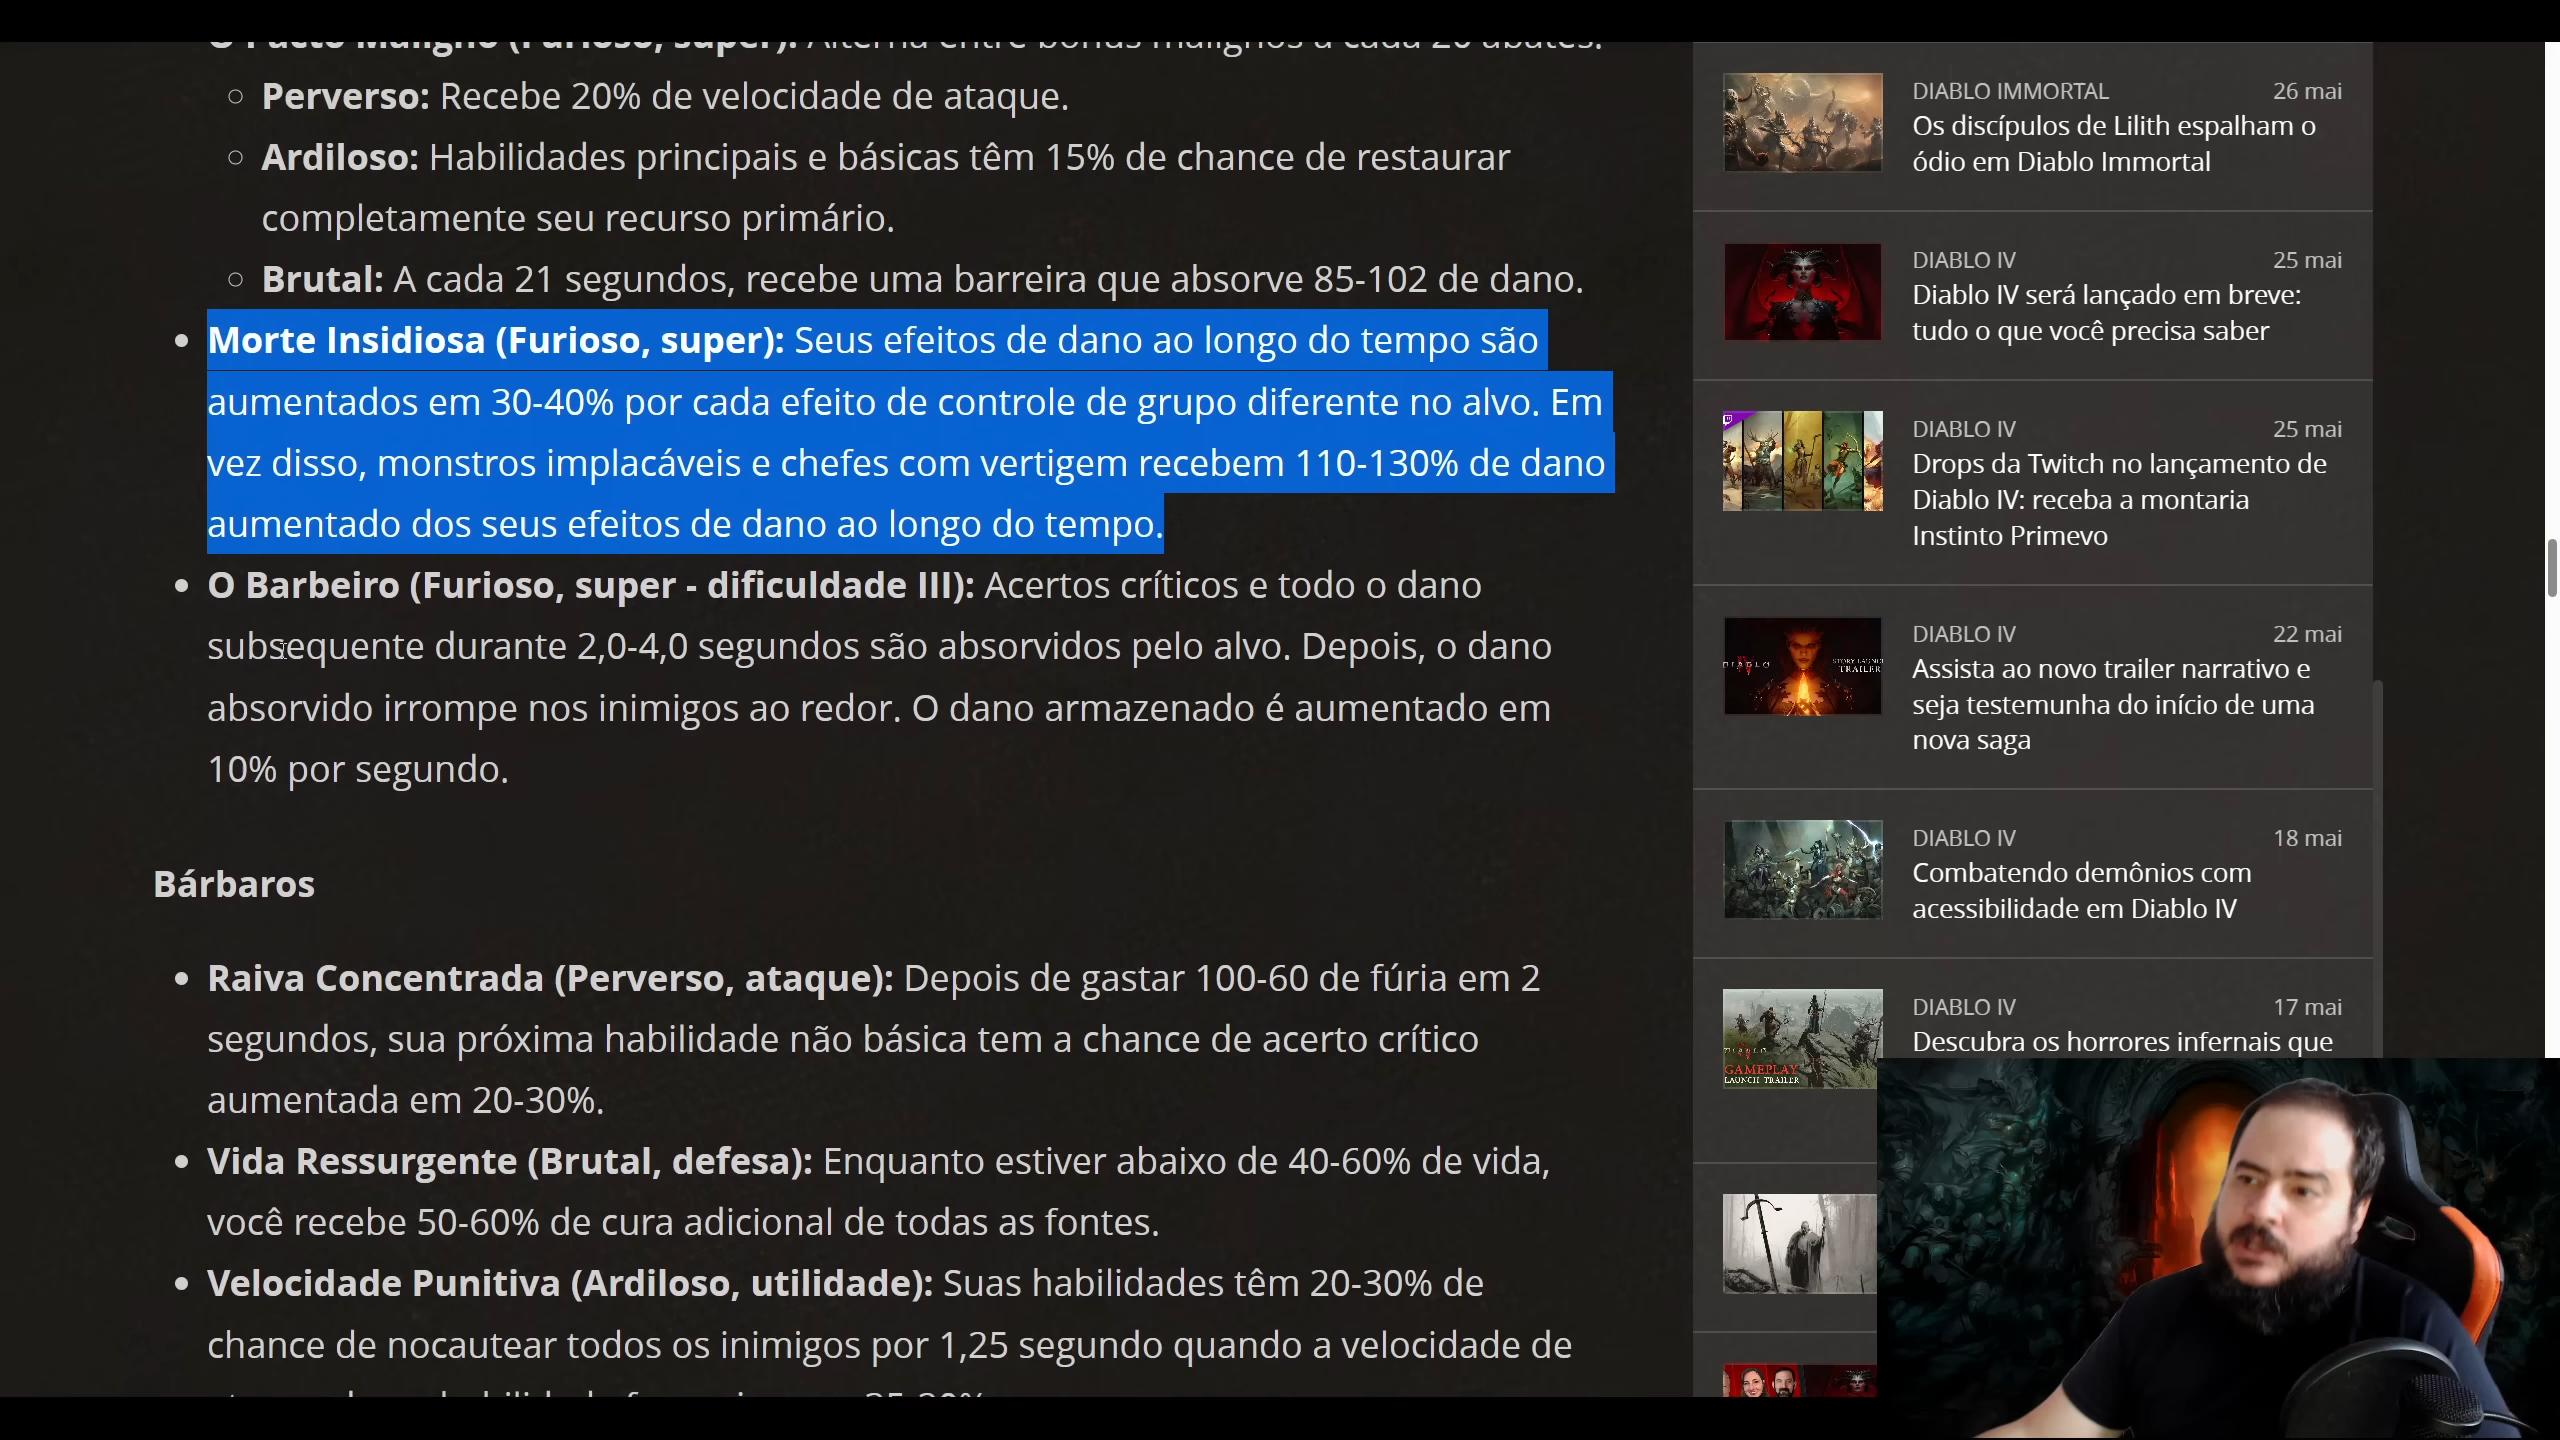 O Pacto Maligno (Furioso, super): Alterna entre bônus malignos a cada 20 abates.
Perverso: Recebe 20% de velocidade de ataque.
Ardiloso: Habilidades principais e básicas têm 15% de chance de restaurar
completamente seu recurso primário.
Brutal: A cada 21 segundos, recebe uma barreira que absorve 85-102 de dano.
Morte Insidiosa (Furioso, super): Seus efeitos de dano ao longo do tempo são
aumentados em 30-40% por cada efeito de controle de grupo diferente no alvo. Em
vez disso, monstros implacáveis e chefes com vertigem recebem 110-130% de dano
aumentado dos seus efeitos de dano ao longo do tempo.
O Barbeiro (Furioso, super - dificuldade III): Acertos críticos e todo o dano
subsequente durante 2,0-4,0 segundos são absorvidos pelo alvo. Depois, o dano
absorvido irrompe nos inimigos ao redor. O dano armazenado é aumentado em
10% por segundo.
Bárbaros
Raiva Concentrada (Perverso, ataque): Depois de gastar 100-60 de fúria em 2
segundos, sua próxima habilidade não básica tem a chance de acerto crítico
aumentada em 20-30%.
Vida Ressurgente (Brutal, defesa): Enquanto estiver abaixo de 40-60% de vida,
você recebe 50-60% de cura adicional de todas as fontes.
Velocidade Punitiva (Ardiloso, utilidade): Suas habilidades têm 20-30% de
chance de nocautear todos os inimigos por 1,25 segundo quando a velocidade de
DIABLO IMMORTAL 26 mai
Os discípulos de Lilith espalham o
ódio em Diablo Immortal
DIABLO IV 25 mai
Diablo IV será lançado em breve:
tudo o que você precisa saber
DIABLO IV 25 mai
Drops da Twitch no lançamento de
Diablo IV: receba a montaria
Instinto Primevo
DIABLO IV 22 mai
Assista ao novo trailer narrativo e
seja testemunha do início de uma
nova saga
DIABLO IV 18 mai
Combatendo demônios com
acessibilidade em Diablo IV
DIABLO IV 17 mai
Descubra os horrores infernais que
GAMEPLAY
LAUNCH TRAILER